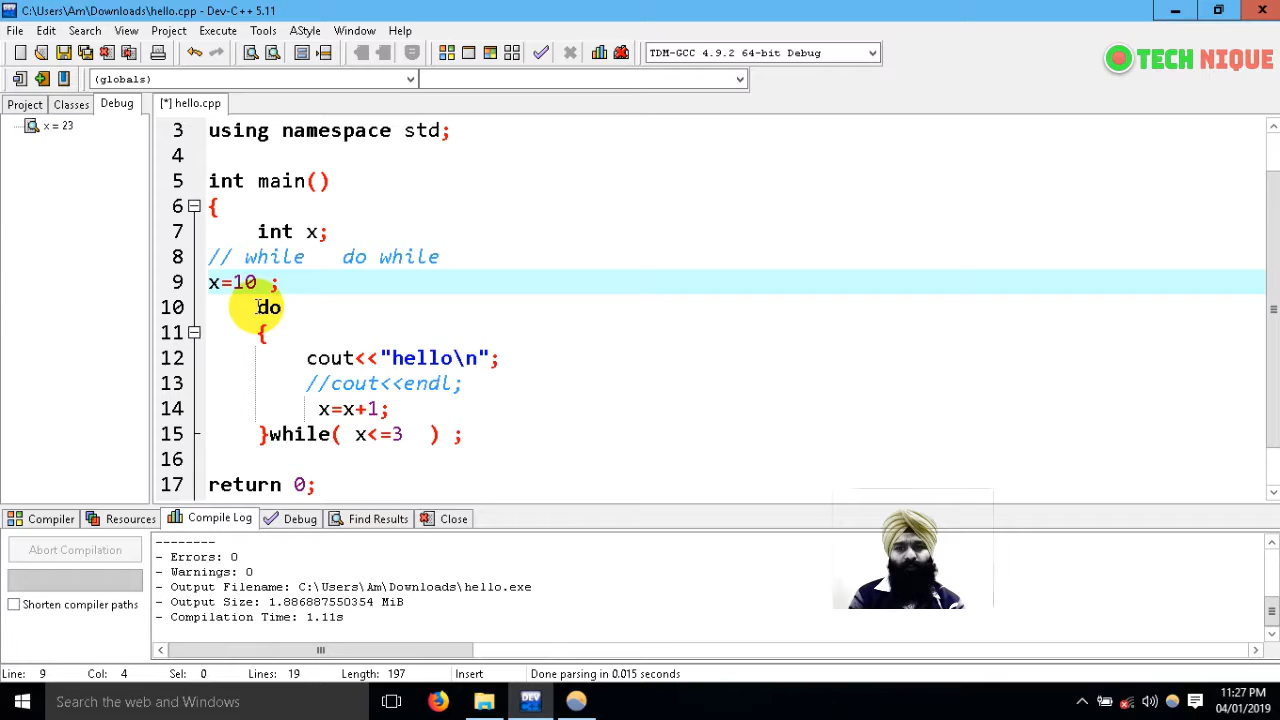 C:\Users\Am\Downloads\hello.cpp - Dev-C++ 5.11
File Edit Search View Project Execute Tools AStyle Window Help
TDM-GCC 4.9.2 64-bit Debug
TECH NIQUE
(globals)
Project Classes Debug
[*] hello.cpp
x = 23
3 using namespace std;
4
5 int main()
6 {
7 int x;
8 // while do while
9 x=10 ;
10 do
11 {
12 cout<<"hello\n";
13 //cout<<endl;
14 x=x+1;
15 }while( x<=3 ) ;
16
17 return 0;
Compiler Resources Compile Log Debug Find Results Close
Abort Compilation
Shorten compiler paths
--------
- Errors: 0
- Warnings: 0
- Output Filename: C:\Users\Am\Downloads\hello.exe
- Output Size: 1.886887550354 MiB
- Compilation Time: 1.11s
Line: 9 Col: 4 Sel: 0 Lines: 19 Length: 197 Insert Done parsing in 0.015 seconds
Search the web and Windows
DEV
11:27 PM
04/01/2019